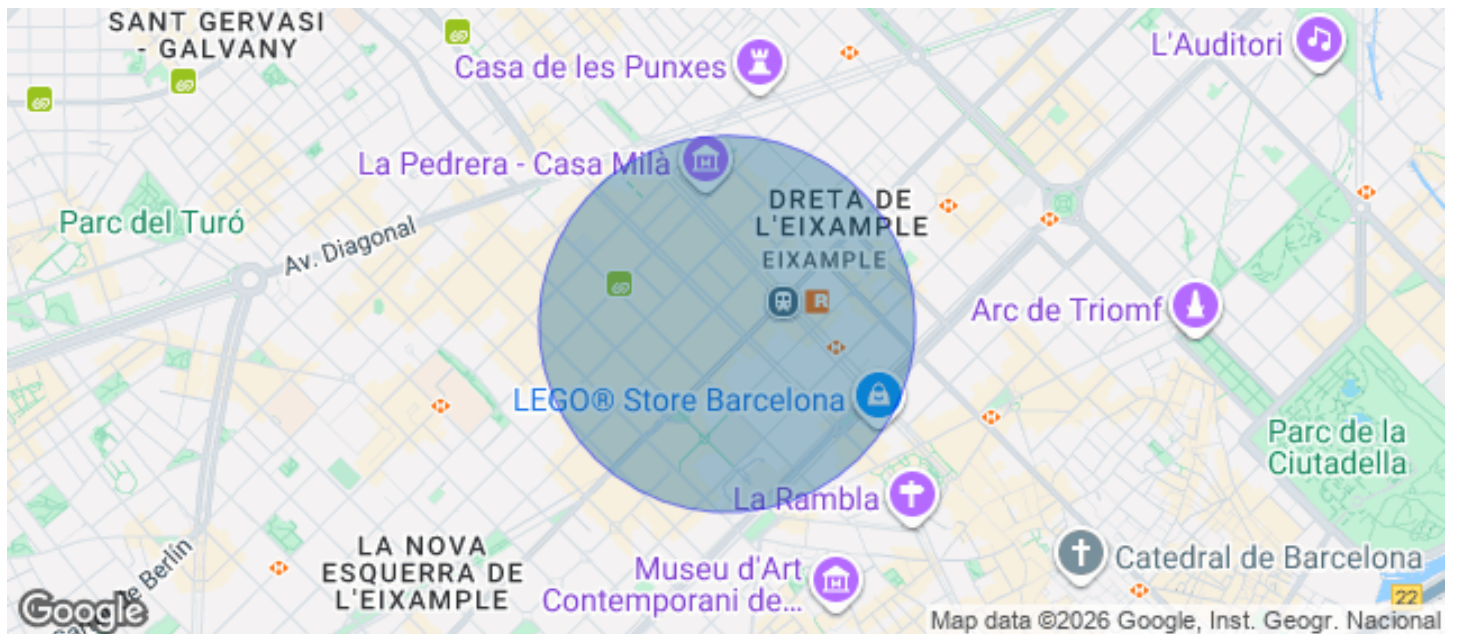 SANT GERVASI
- GALVANY
Casa de les Punxes
L'Auditori
La Pedrera - Casa Milà
DRETA DE
L'EIXAMPLE
EIXAMPLE
Parc del Turó
Av. Diagonal
R
Arc de Triomf
LEGO® Store Barcelona
Parc de la
Ciutadella
La Rambla
LA NOVA
ESQUERRA DE
L'EIXAMPLE
Museu d'Art
Contemporani de...
Catedral de Barcelona
de Berlín
22
Google
Map data ©2026 Google, Inst. Geogr. Nacional